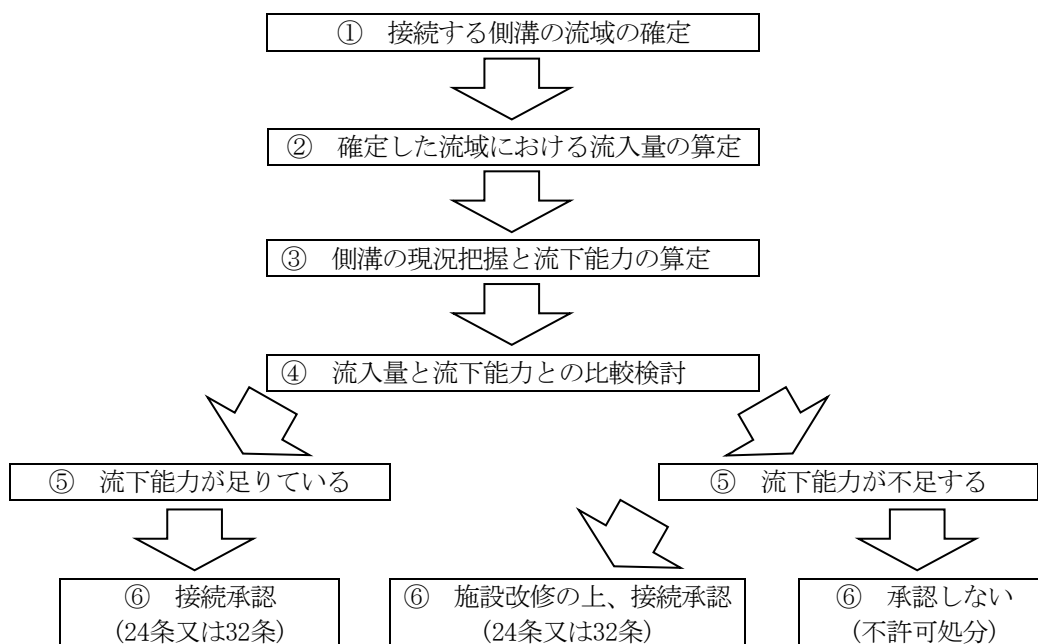 ① 接続する側溝の流域の確定
② 確定した流域における流入量の算定
③ 側溝の現況把握と流下能力の算定
④ 流入量と流下能力との比較検討
⑤ 流下能力が足りている
⑤ 流下能力が不足する
⑥ 接続承認
(24条又は32条)
⑥ 施設改修の上、接続承認
(24条又は32条)
⑥ 承認しない
(不許可処分)